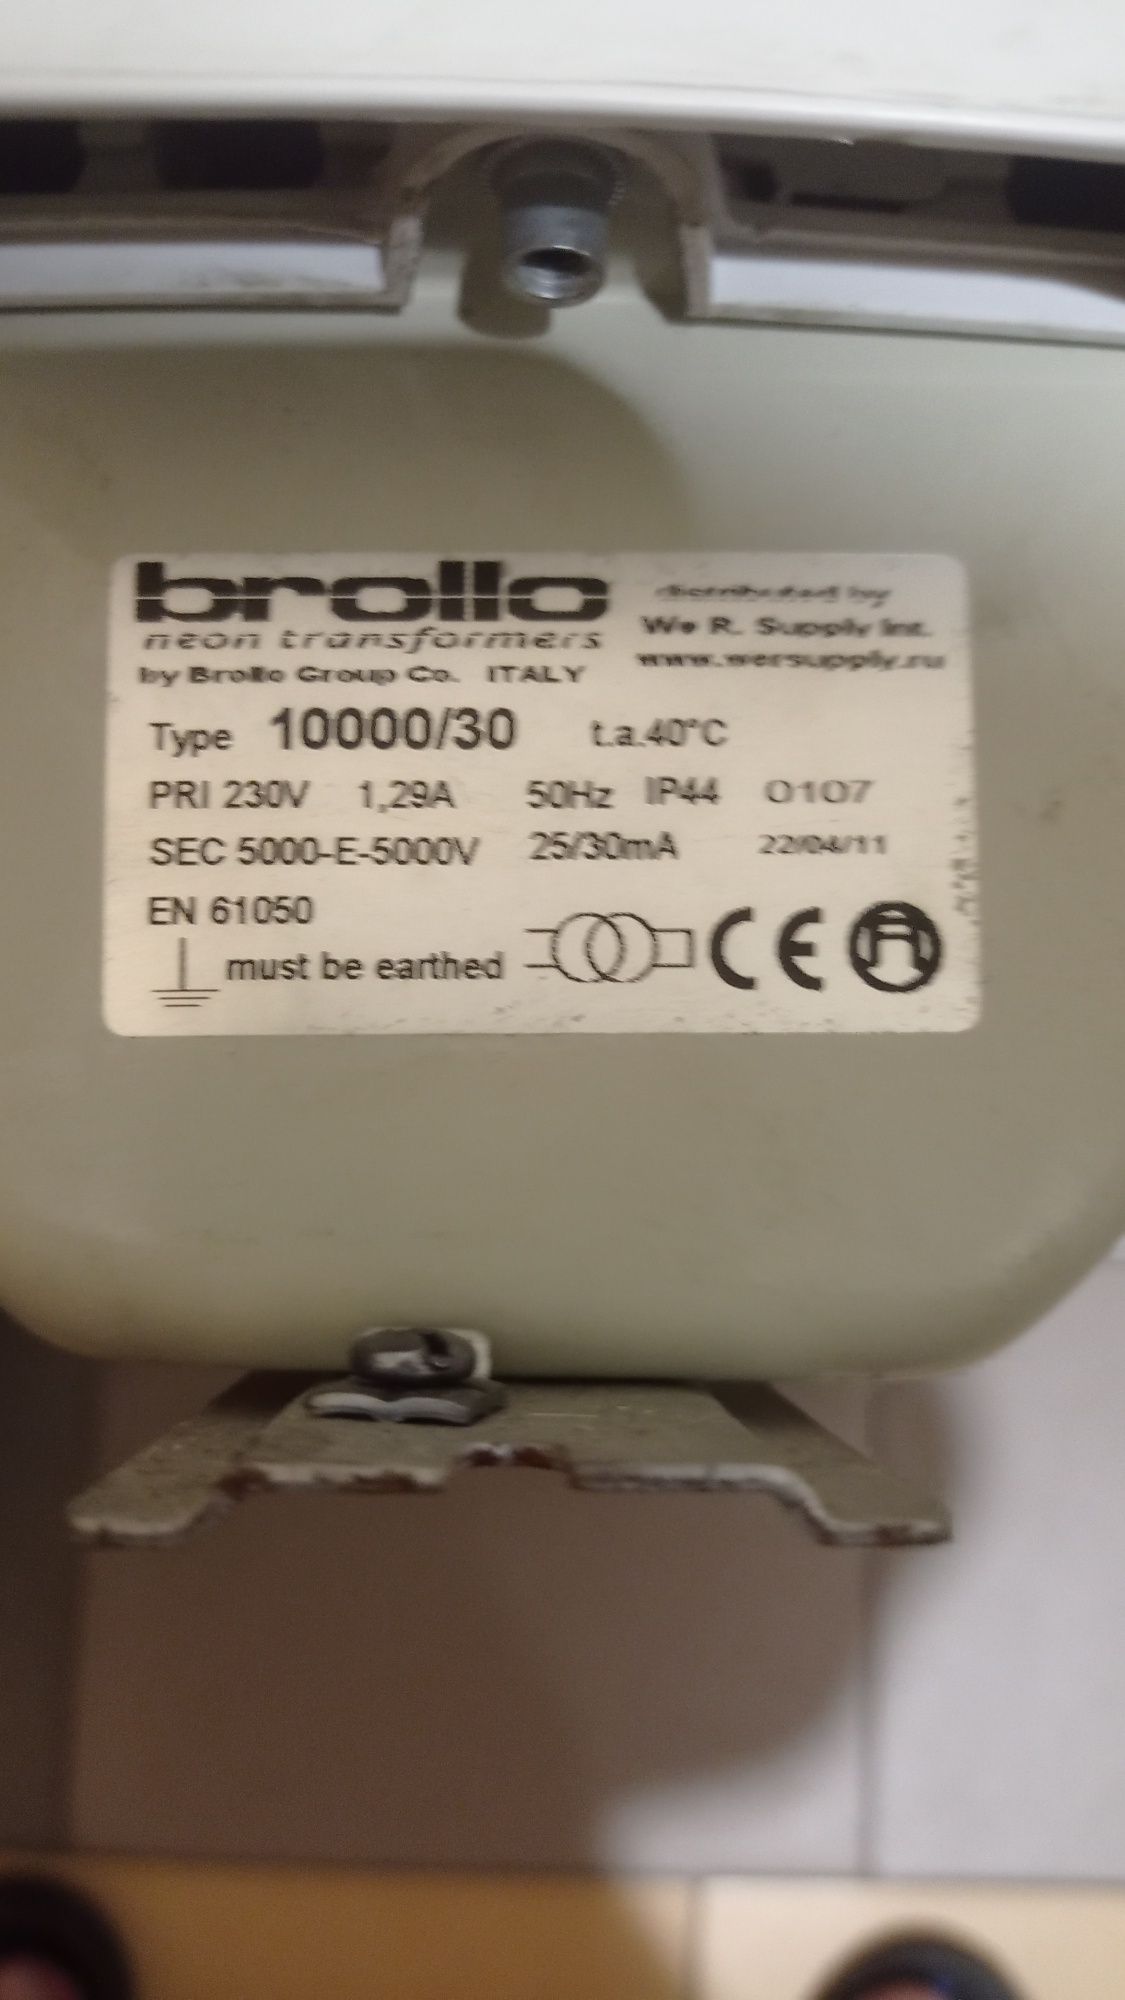 brollo
neon transformers
by Brollo Group Co. ITALY
distributed by
We R. Supply Int.
www.wersupply.ru
Type 10000/30 t.a.40°C
PRI 230V 1,29A 50Hz IP44 0107
SEC 5000-E-5000V 25/30mA 22/04/11
EN 61050
must be earthed CE